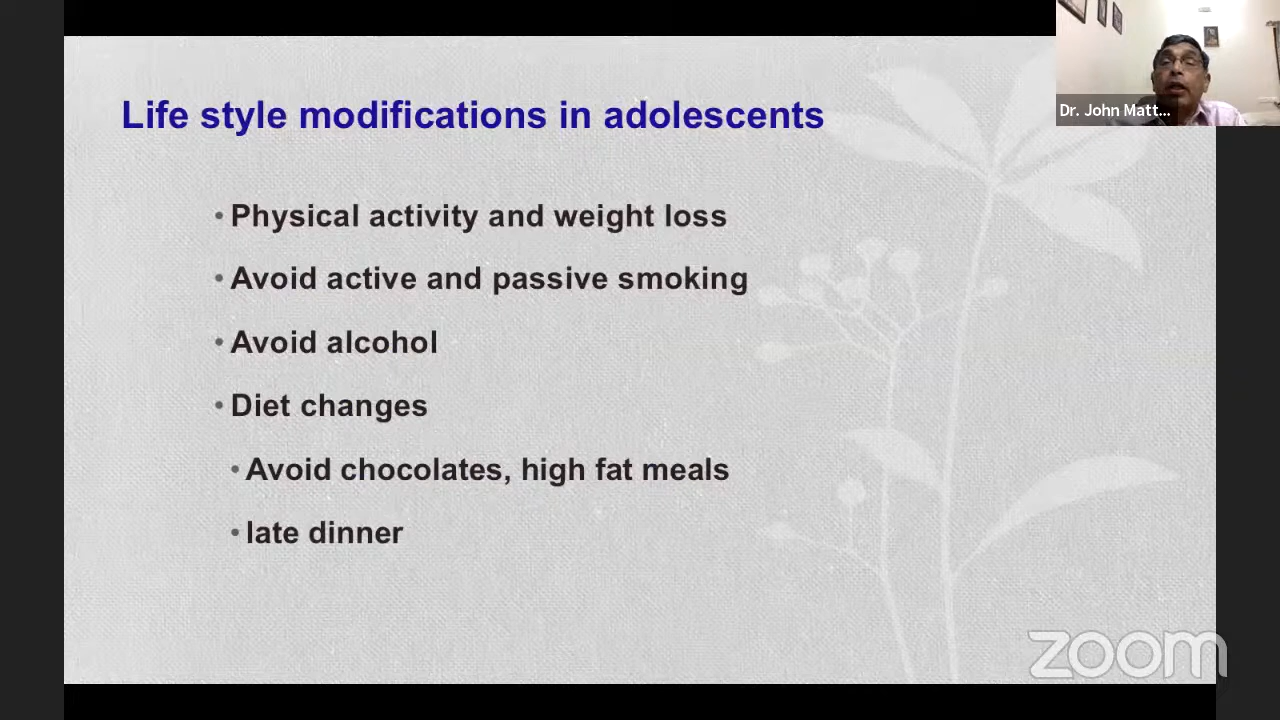 Life style modifications in adolescents
• Physical activity and weight loss
• Avoid active and passive smoking
• Avoid alcohol
• Diet changes
• Avoid chocolates, high fat meals
• late dinner
Dr. John Matt...
zoom